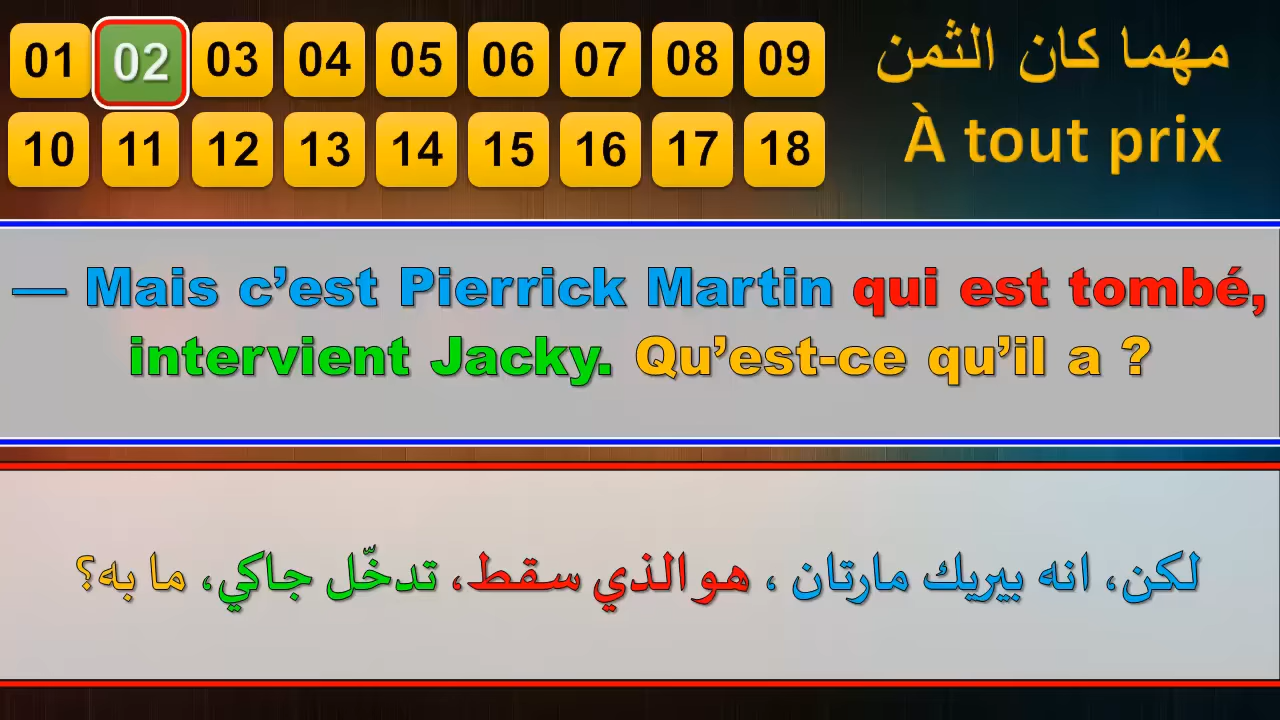 01 02 03 04 05 06 07 08 09
10 11 12 13 14 15 16 17 18
مهما كان الثمن
À tout prix
— Mais c’est Pierrick Martin qui est tombé,
intervient Jacky. Qu’est-ce qu’il a ?
لكن، انه بيريك مارتان ، هو الذي سقط، تدخّل جاكي، ما به؟